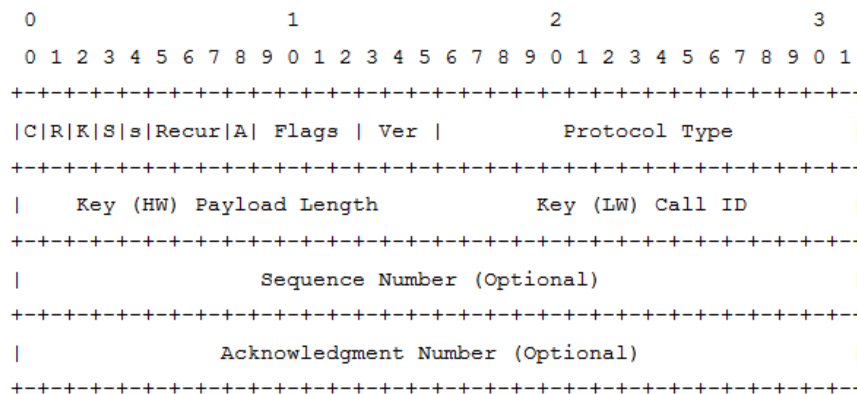 0 1 2 3
0 1 2 3 4 5 6 7 8 9 0 1 2 3 4 5 6 7 8 9 0 1 2 3 4 5 6 7 8 9 0 1
+-+-+-+-+-+-+-+-+-+-+-+-+-+-+-+-+-+-+-+-+-+-+-+-+-+-+-+-+-+-+-+-
|C|R|K|S|s|Recur|A| Flags | Ver | Protocol Type
+-+-+-+-+-+-+-+-+-+-+-+-+-+-+-+-+-+-+-+-+-+-+-+-+-+-+-+-+-+-+-+-
| Key (HW) Payload Length Key (LW) Call ID
+-+-+-+-+-+-+-+-+-+-+-+-+-+-+-+-+-+-+-+-+-+-+-+-+-+-+-+-+-+-+-+-
| Sequence Number (Optional)
+-+-+-+-+-+-+-+-+-+-+-+-+-+-+-+-+-+-+-+-+-+-+-+-+-+-+-+-+-+-+-+-
| Acknowledgment Number (Optional)
+-+-+-+-+-+-+-+-+-+-+-+-+-+-+-+-+-+-+-+-+-+-+-+-+-+-+-+-+-+-+-+-